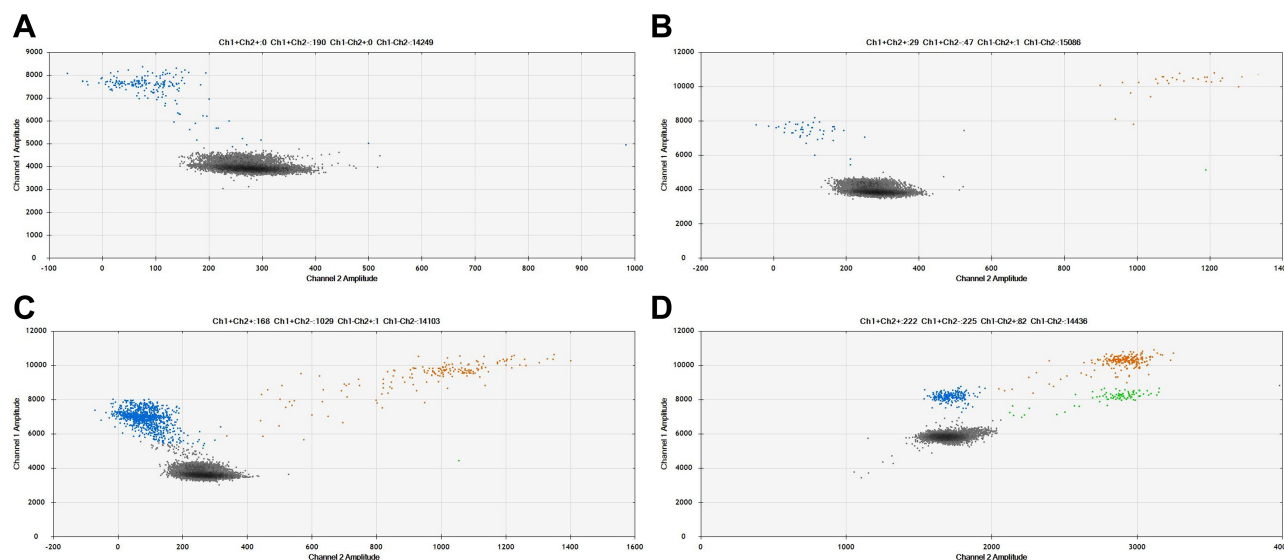 A
Ch1+Ch2+:0 Ch1+Ch2-:190 Ch1-Ch2+:0 Ch1-Ch2-:14249
9000
8000
7000
6000
5000
4000
3000
2000
1000
0
Channel 1 Amplitude
-100 0 100 200 300 400 500 600 700 800 900 1000
Channel 2 Amplitude
B
Ch1+Ch2+:29 Ch1+Ch2-:47 Ch1-Ch2+:1 Ch1-Ch2-:15086
12000
10000
8000
6000
4000
2000
0
Channel 1 Amplitude
-200 0 200 400 600 800 1000 1200 1400
Channel 2 Amplitude
C
Ch1+Ch2+:168 Ch1+Ch2-:1029 Ch1-Ch2+:1 Ch1-Ch2-:14103
12000
10000
8000
6000
4000
2000
0
Channel 1 Amplitude
-200 0 200 400 600 800 1000 1200 1400 1600
Channel 2 Amplitude
D
Ch1+Ch2+:222 Ch1+Ch2-:225 Ch1-Ch2+:82 Ch1-Ch2-:14436
12000
10000
8000
6000
4000
2000
0
Channel 1 Amplitude
0 1000 2000 3000
Channel 2 Amplitude